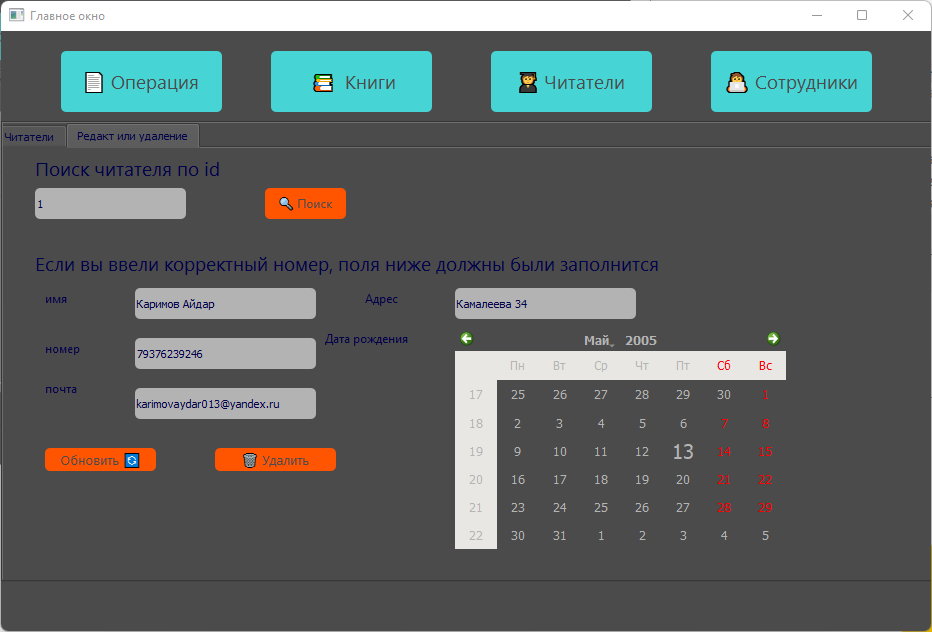 Главное окно
Операция Книги Читатели Сотрудники
Читатели Редакт или удаление
Поиск читателя по id
1 Поиск
Если вы ввели корректный номер, поля ниже должны были заполнится
имя Каримов Айдар Адрес Камалеева 34
номер 79376239246 Дата рождения
почта karimovaydar013@yandex.ru
Обновить Удалить
Май, 2005
Пн Вт Ср Чт Пт Сб Вс
17 25 26 27 28 29 30 1
18 2 3 4 5 6 7 8
19 9 10 11 12 13 14 15
20 16 17 18 19 20 21 22
21 23 24 25 26 27 28 29
22 30 31 1 2 3 4 5